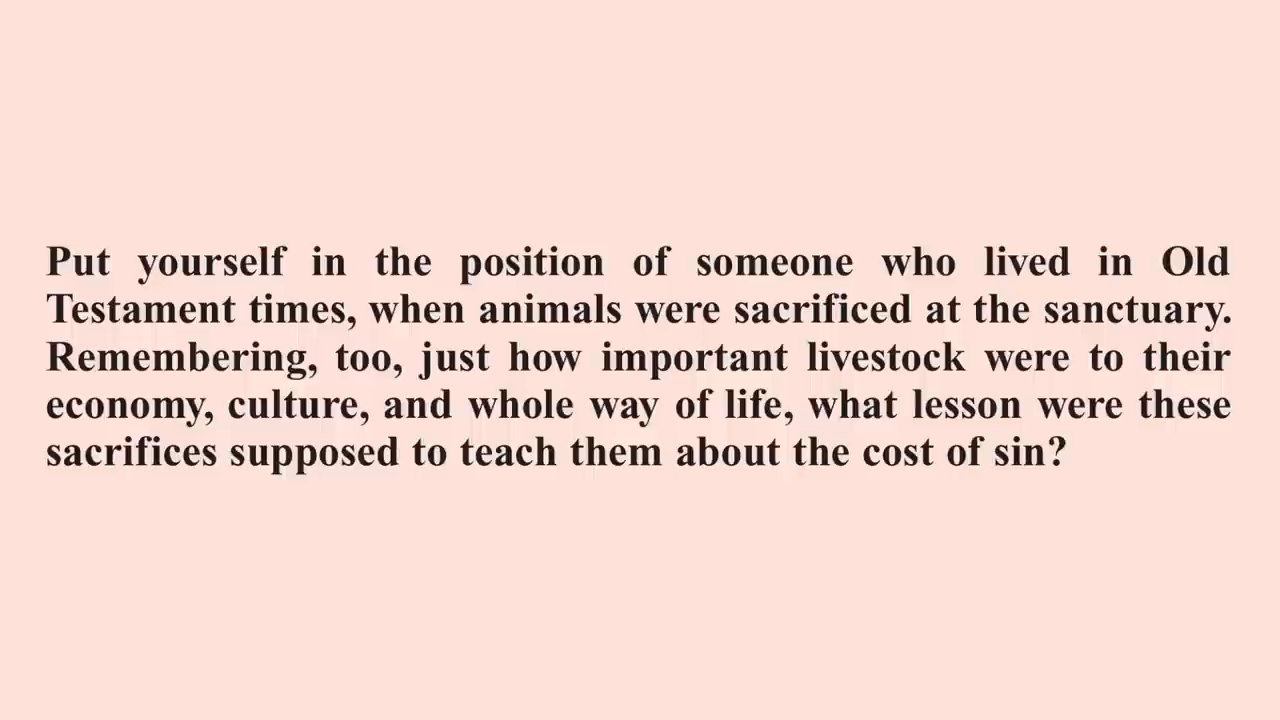 Put yourself in the position of someone who lived in Old
Testament times, when animals were sacrificed at the sanctuary.
Remembering, too, just how important livestock were to their
economy, culture, and whole way of life, what lesson were these
sacrifices supposed to teach them about the cost of sin?